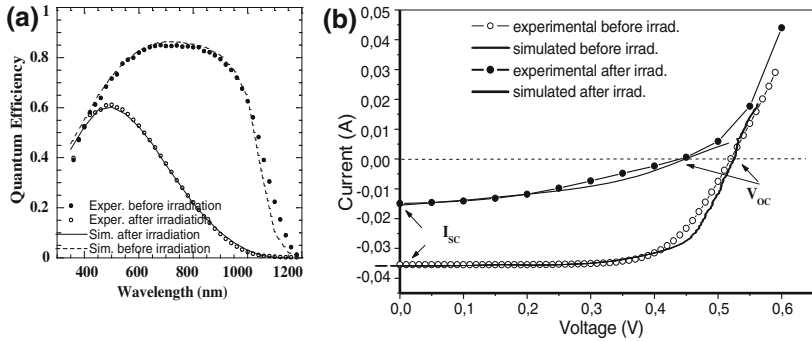 (a)
Quantum Efficiency
1
0.8
0.6
0.4
0.2
0
Exper. before irradiation
Exper. after irradiation
Sim. after irradiation
Sim. before irradiation
400 600 800 1000 1200
Wavelength (nm)
(b)
Current (A)
0,05
0,04
0,03
0,02
0,01
0,00
-0,01
-0,02
-0,03
-0,04
experimental before irrad.
simulated before irrad.
experimental after irrad.
simulated after irrad.
VOC
ISC
0,0 0,1 0,2 0,3 0,4 0,5 0,6
Voltage (V)